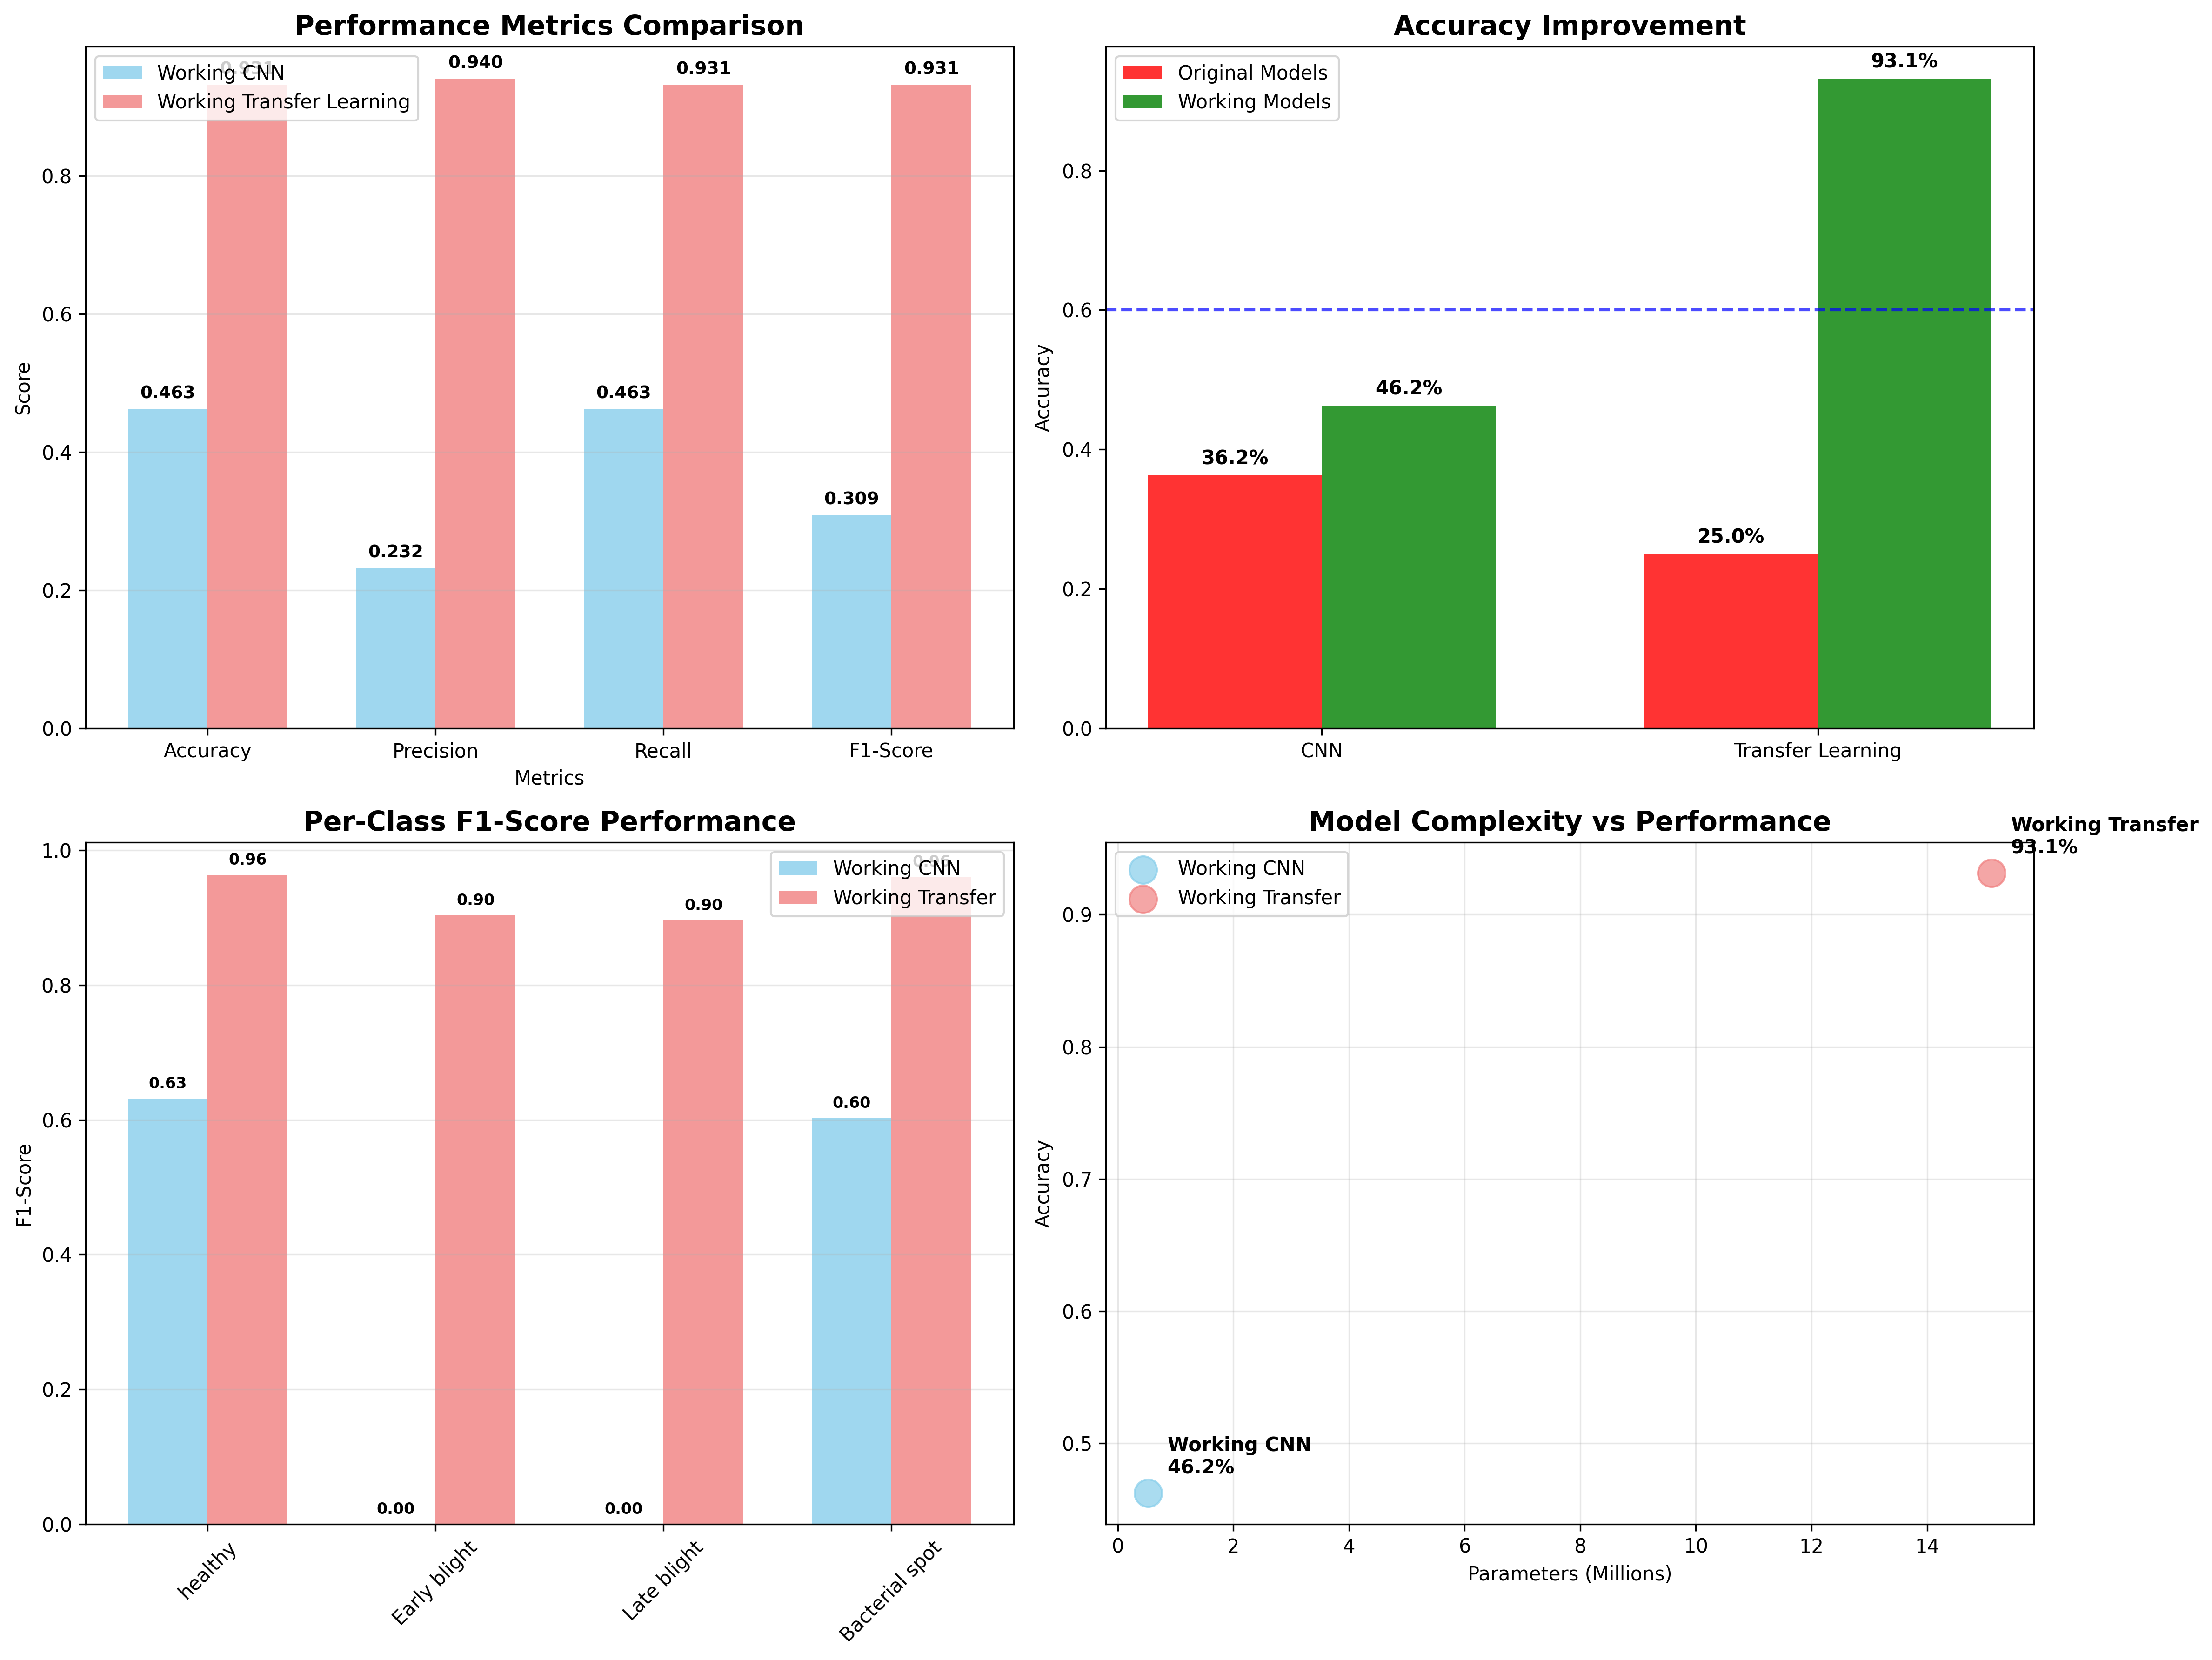 Performance Metrics Comparison
Working CNN
Working Transfer Learning
0.931
0.940
0.931
0.931
0.463
0.232
0.463
0.309
0.8
0.6
0.4
0.2
0.0
Score
Accuracy
Precision
Recall
F1-Score
Metrics
Accuracy Improvement
Original Models
Working Models
93.1%
46.2%
36.2%
25.0%
0.8
0.6
0.4
0.2
0.0
Accuracy
CNN
Transfer Learning
Per-Class F1-Score Performance
Working CNN
Working Transfer
0.96
0.90
0.90
0.96
0.63
0.00
0.00
0.60
1.0
0.8
0.6
0.4
0.2
0.0
F1-Score
healthy
Early blight
Late blight
Bacterial spot
Model Complexity vs Performance
Working CNN
Working Transfer
Working Transfer
93.1%
Working CNN
46.2%
0.9
0.8
0.7
0.6
0.5
Accuracy
0
2
4
6
8
10
12
14
Parameters (Millions)